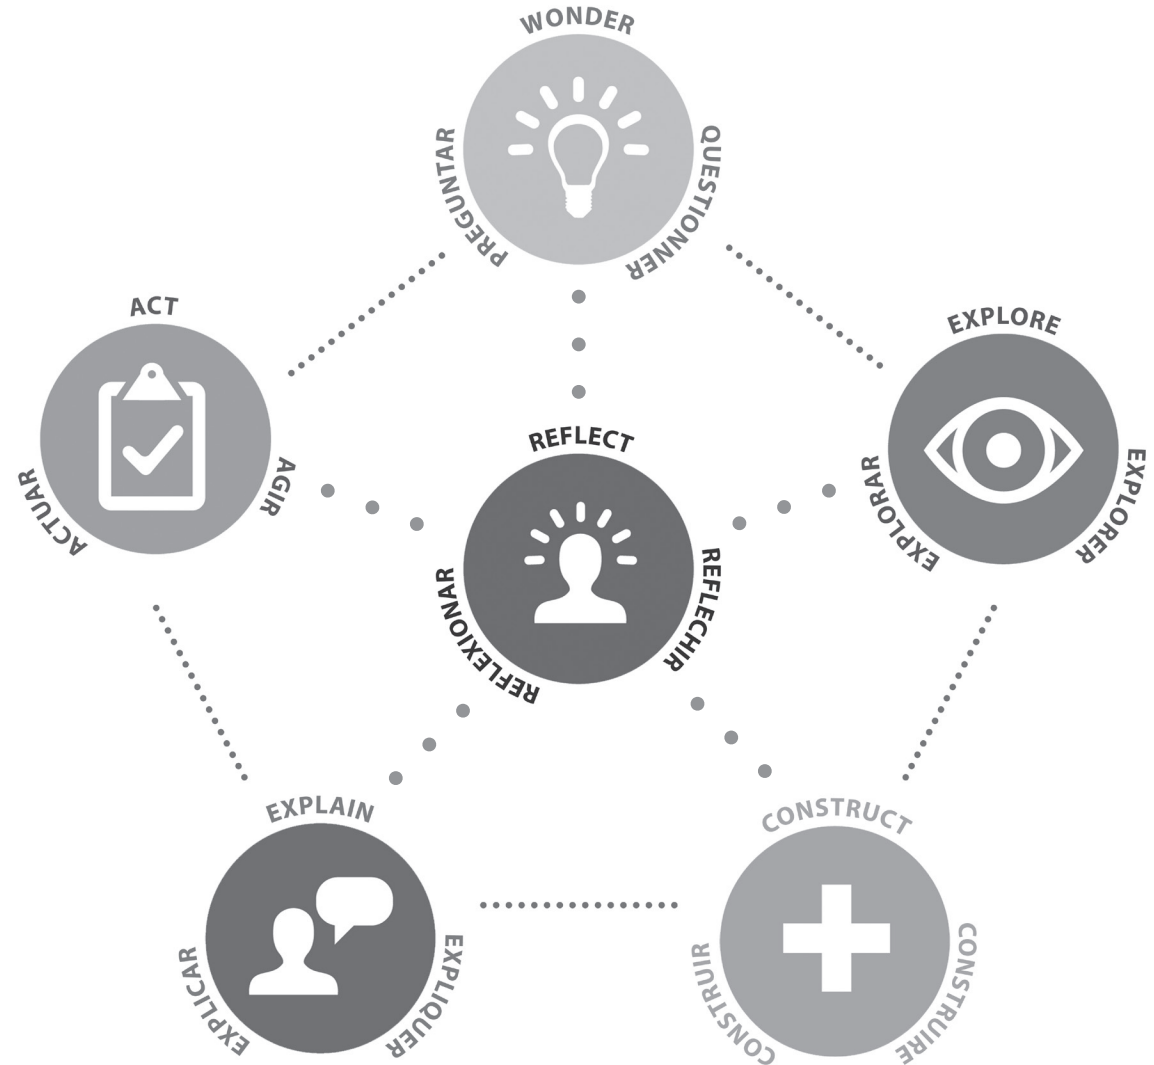 WONDER
PREGUNTAR
QUESTIONNER
ACT
ACTUAR
AGIR
EXPLORE
EXPLORAR
EXPLORER
REFLECT
REFLEXIONAR
REFLECHIR
EXPLAIN
EXPLICAR
EXPLIQUER
CONSTRUCT
CONSTRUIR
CONSTRUIRE